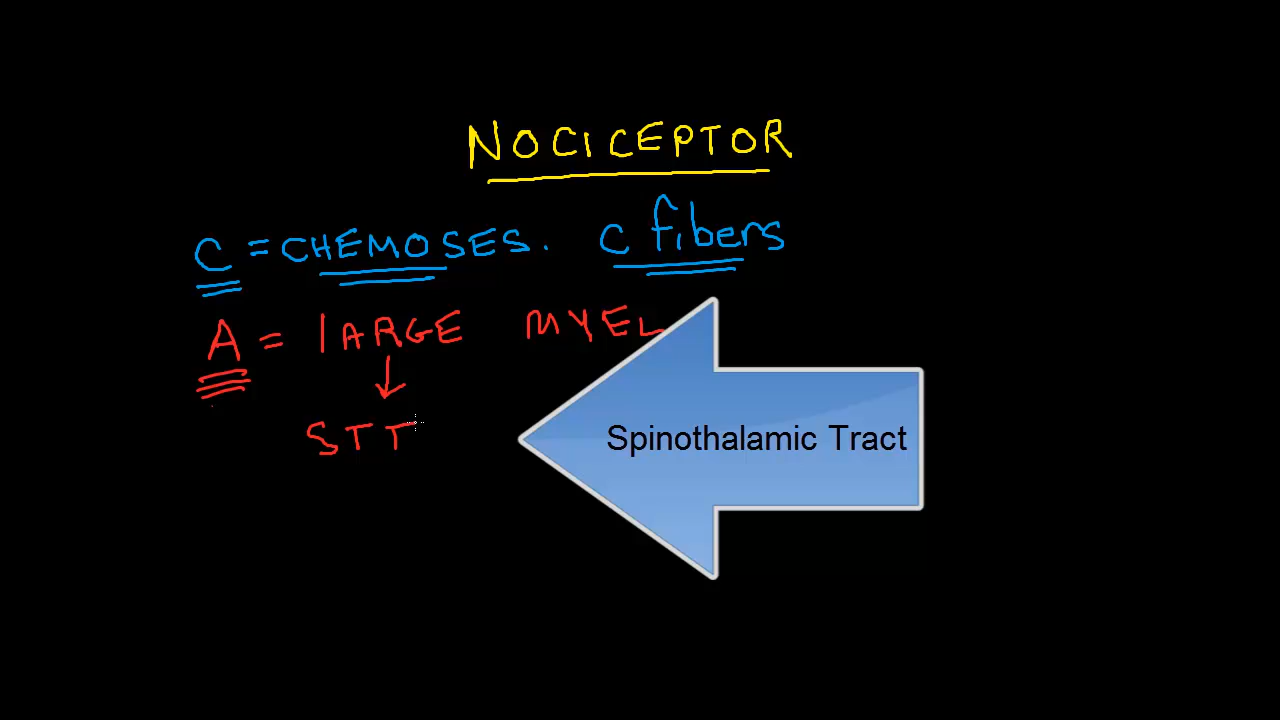 NOCICEPTOR
C = CHEMOSES. C fibers
A = lARGE MYEL
STT
Spinothalamic Tract